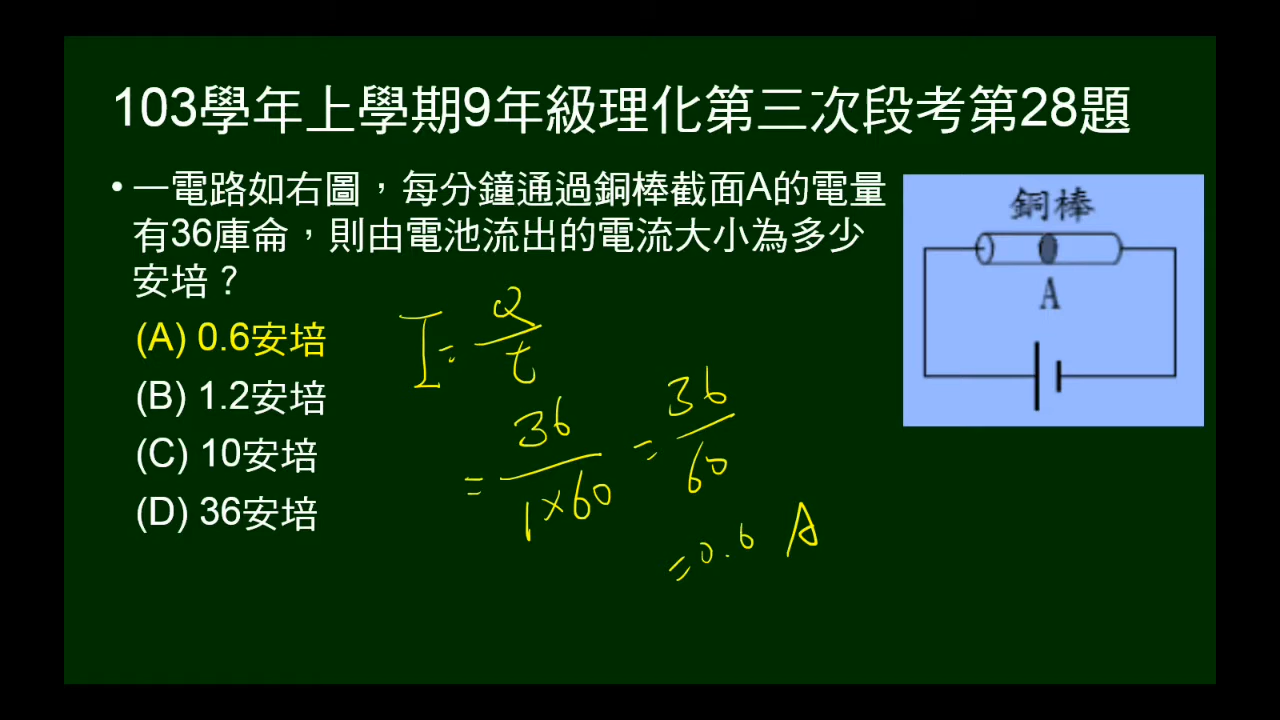 103學年上學期9年級理化第三次段考第28題
• 一電路如右圖，每分鐘通過銅棒截面A的電量
有36庫侖，則由電池流出的電流大小為多少
安培？
(A) 0.6安培
(B) 1.2安培
(C) 10安培
(D) 36安培
I = Q/t
= 36/1×60 = 36/60
= 0.6 A
銅棒
A